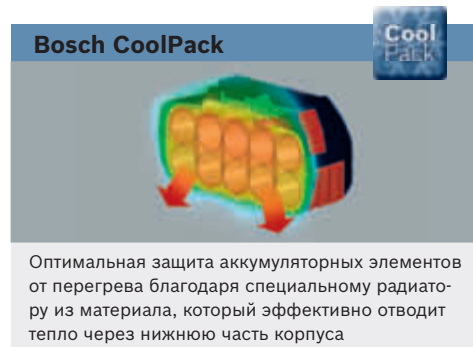 Cool
Pack
Bosch CoolPack
Оптимальная защита аккумуляторных элементов
от перегрева благодаря специальному радиато-
ру из материала, который эффективно отводит
тепло через нижнюю часть корпуса